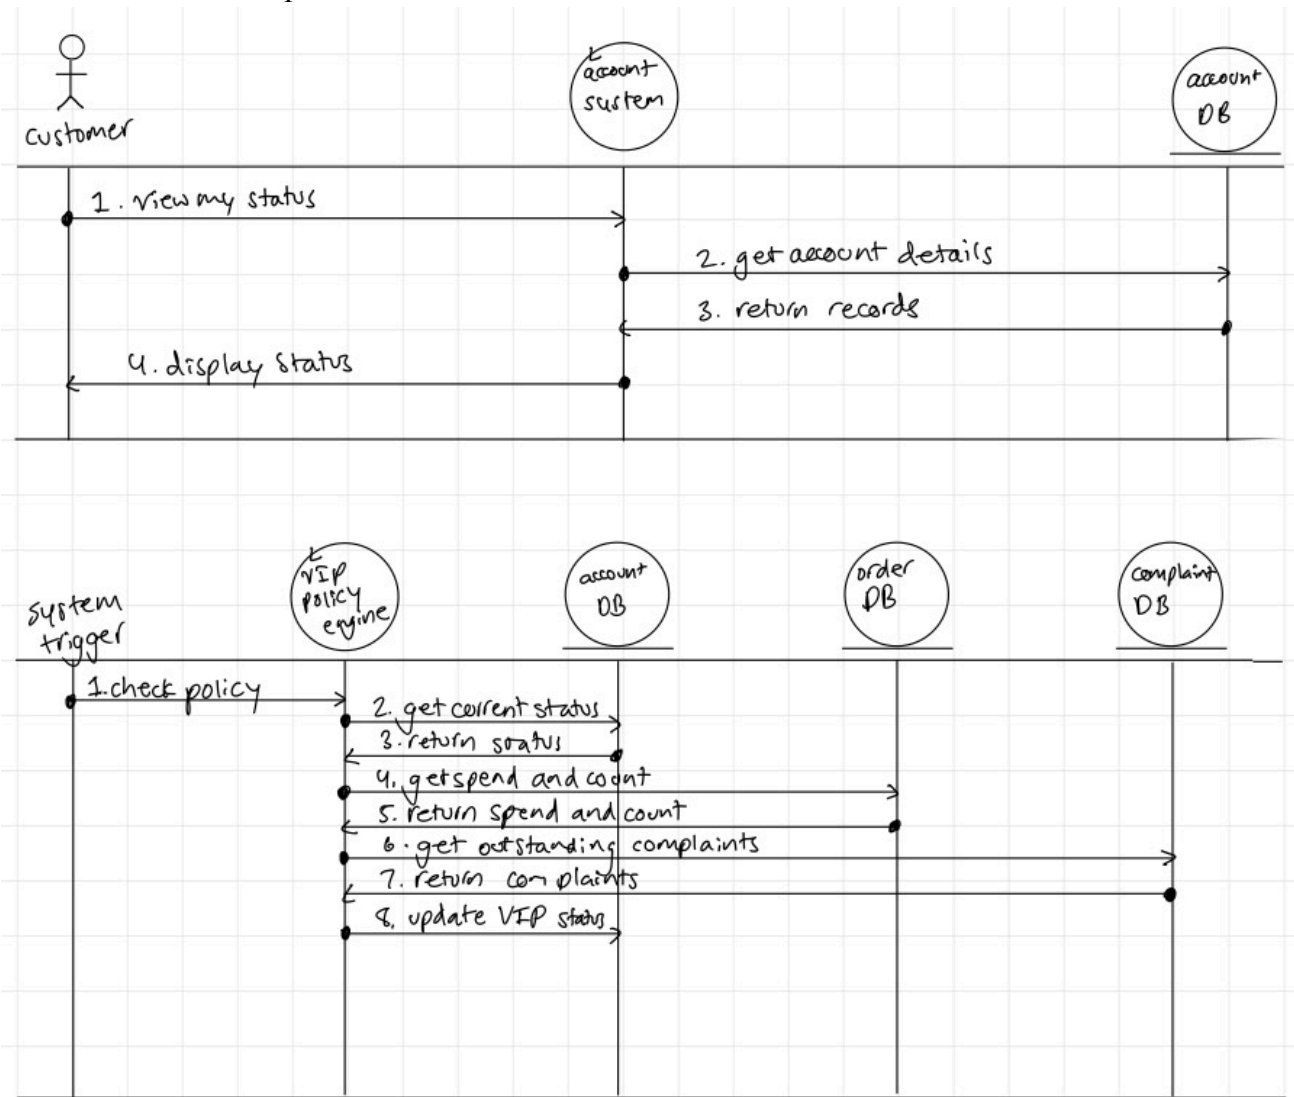 customer
account
system
account
DB
1. view my status
2. get account details
3. return records
4. display status
system
trigger
VIP
policy
engine
account
DB
order
DB
complaint
DB
1. check policy
2. get current status
3. return status
4. get spend and count
5. return spend and count
6. get outstanding complaints
7. return complaints
8. update VIP status